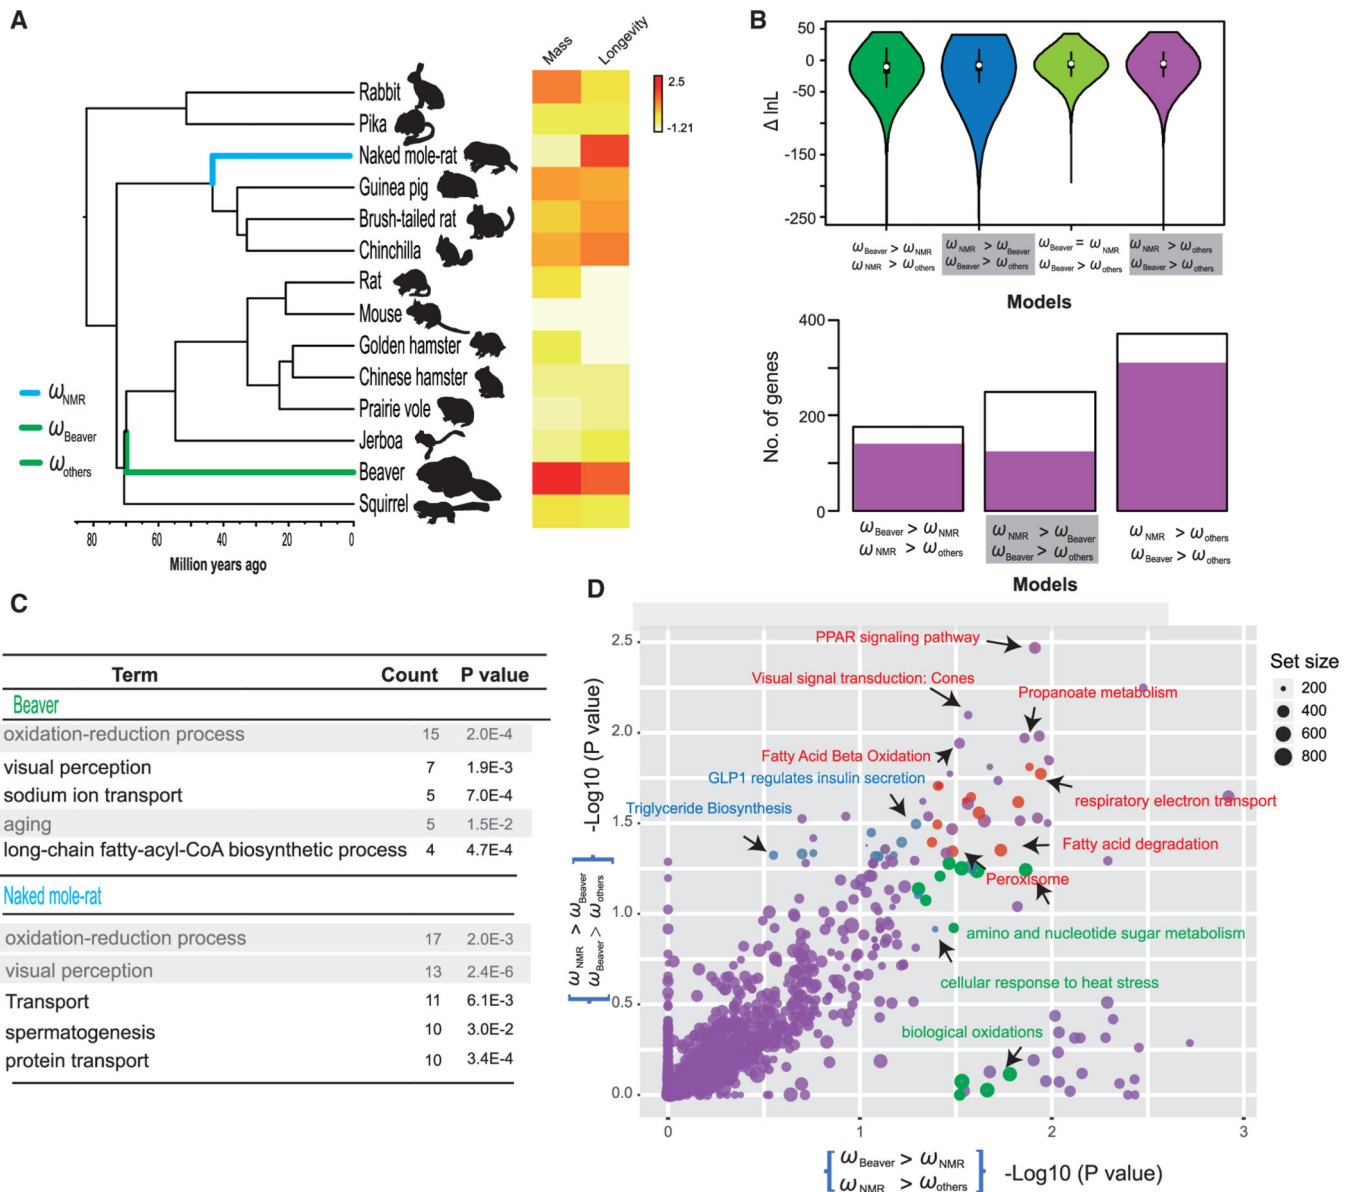 A
Mass
Longevity
2.5
-1.21
Rabbit
Pika
Naked mole-rat
Guinea pig
Brush-tailed rat
Chinchilla
Rat
Mouse
Golden hamster
Chinese hamster
Prairie vole
Jerboa
Beaver
Squirrel
ωNMR
ωBeaver
ωothers
80 60 40 20 0
Million years ago
B
Δ lnL
50
0
-50
-150
-250
ωBeaver > ωNMR
ωNMR > ωothers
ωNMR > ωBeaver
ωBeaver > ωothers
ωBeaver = ωNMR
ωBeaver > ωothers
ωNMR > ωothers
ωBeaver > ωothers
Models
No. of genes
400
200
0
ωBeaver > ωNMR
ωNMR > ωothers
ωNMR > ωBeaver
ωBeaver > ωothers
ωNMR > ωothers
ωBeaver > ωothers
Models
C
Term Count P value
Beaver
oxidation-reduction process 15 2.0E-4
visual perception 7 1.9E-3
sodium ion transport 5 7.0E-4
aging 5 1.5E-2
long-chain fatty-acyl-CoA biosynthetic process 4 4.7E-4
Naked mole-rat
oxidation-reduction process 17 2.0E-3
visual perception 13 2.4E-6
Transport 11 6.1E-3
spermatogenesis 10 3.0E-2
protein transport 10 3.4E-4
D
-Log10 (P value)
ωNMR > ωBeaver
ωBeaver > ωothers
2.5
2.0
1.5
1.0
0.5
0.0
PPAR signaling pathway
Visual signal transduction: Cones
Propanoate metabolism
Fatty Acid Beta Oxidation
GLP1 regulates insulin secretion
Triglyceride Biosynthesis
respiratory electron transport
Fatty acid degradation
Peroxisome
amino and nucleotide sugar metabolism
cellular response to heat stress
biological oxidations
Set size
200
400
600
800
0 1 2 3
ωBeaver > ωNMR
ωNMR > ωothers
-Log10 (P value)